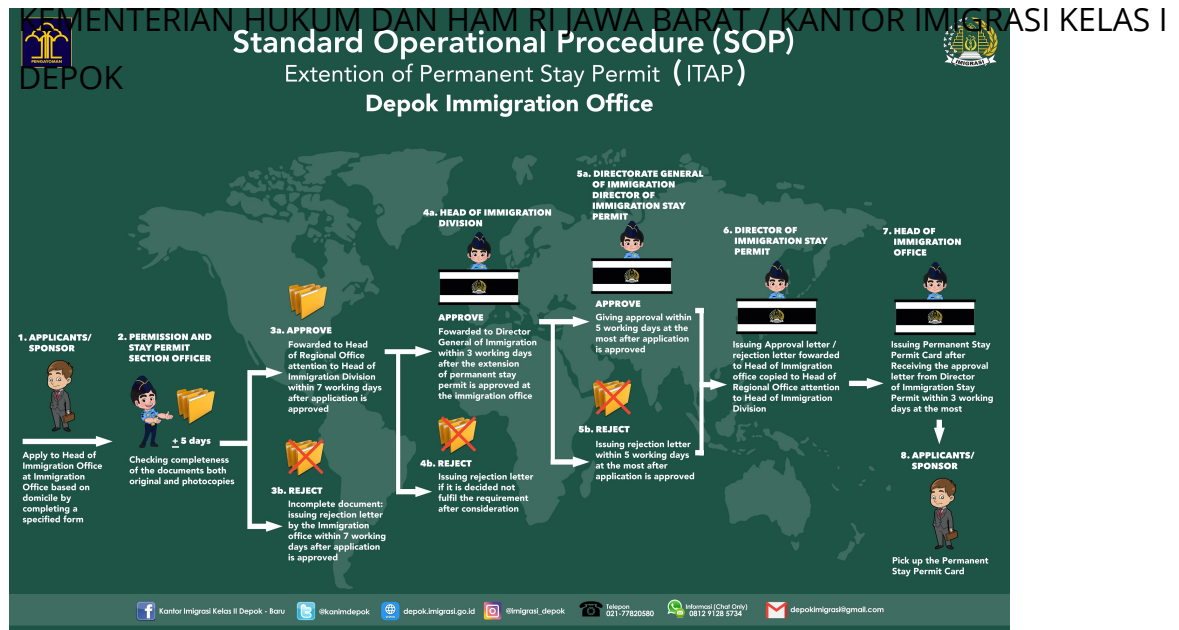 KEMENTERIAN HUKUM DAN HAM RI JAWA BARAT / KANTOR IMIGRASI KELAS I
DEPOK
PENGAYOMAN
IMIGRASI
Standard Operational Procedure (SOP)
Extention of Permanent Stay Permit (ITAP)
Depok Immigration Office
1. APPLICANTS/
SPONSOR
Apply to Head of
Immigration Office
at Immigration
Office based on
domicile by
completing a
specified form
2. PERMISSION AND
STAY PERMIT
SECTION OFFICER
± 5 days
Checking completeness
of the documents both
original and photocopies
3a. APPROVE
Fowarded to Head
of Regional Office
attention to Head of
Immigration Division
within 7 working days
after application is
approved
3b. REJECT
Incomplete document:
issuing rejection letter
by the Immigration
office within 7 working
days after application
is approved
4a. HEAD OF IMMIGRATION
DIVISION
APPROVE
Fowarded to Director
General of Immigration
within 3 working days
after the extension
of permanent stay
permit is approved at
the immigration office
4b. REJECT
Issuing rejection letter
if it is decided not
fulfil the requirement
after consideration
5a. DIRECTORATE GENERAL
OF IMMIGRATION
DIRECTOR OF
IMMIGRATION STAY
PERMIT
APPROVE
Giving approval within
5 working days at the
most after application
is approved
5b. REJECT
Issuing rejection letter
within 5 working days
at the most after
application is approved
6. DIRECTOR OF
IMMIGRATION STAY
PERMIT
Issuing Approval letter /
rejection letter fowarded
to Head of Immigration
office copied to Head of
Regional Office attention
to Head of Immigration
Division
7. HEAD OF
IMMIGRATION
OFFICE
Issuing Permanent Stay
Permit Card after
Receiving the approval
letter from Director
of Immigration Stay
Permit within 3 working
days at the most
8. APPLICANTS/
SPONSOR
Pick up the Permanent
Stay Permit Card
Kantor Imigrasi Kelas II Depok - Baru
@kanimdepok
depok.imigrasi.go.id
@imigrasi_depok
Telepon
021-77820580
Informasi (Chat Only)
0812 9128 5734
depokimigrasi@gmail.com